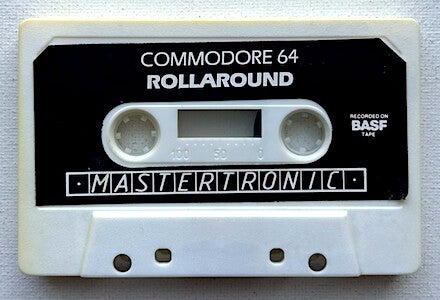 COMMODORE 64
ROLLAROUND
RECORDED ON
BASF
TAPE
100 50 0
· MASTERTRONIC ·